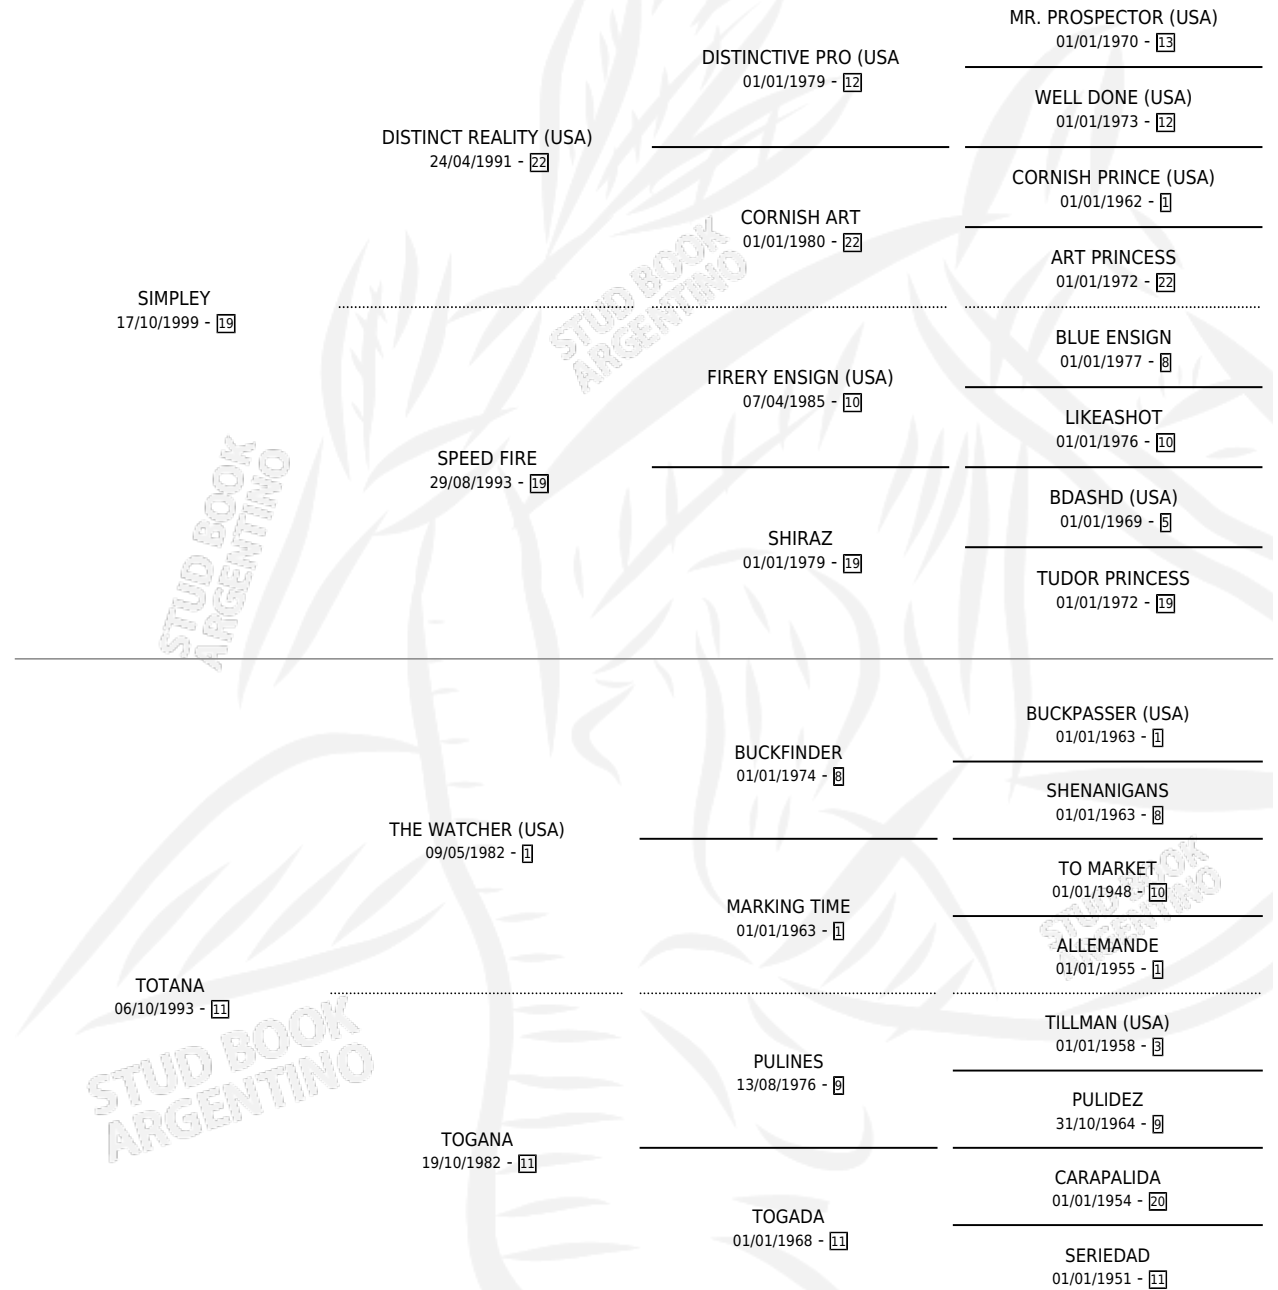 MR. PROSPECTOR (USA)
01/01/1970 - 13
DISTINCTIVE PRO (USA
01/01/1979 - 12
WELL DONE (USA)
01/01/1973 - 12
DISTINCT REALITY (USA)
24/04/1991 - 22
CORNISH PRINCE (USA)
01/01/1962 - 1
CORNISH ART
01/01/1980 - 22
ART PRINCESS
01/01/1972 - 22
SIMPLEY
17/10/1999 - 19
BLUE ENSIGN
01/01/1977 - 8
FIRERY ENSIGN (USA)
07/04/1985 - 10
LIKEASHOT
01/01/1976 - 10
SPEED FIRE
29/08/1993 - 19
BDASHD (USA)
01/01/1969 - 5
SHIRAZ
01/01/1979 - 19
TUDOR PRINCESS
01/01/1972 - 19
STUD BOOK
ARGENTINO
STUD BOOK
ARGENTINO
BUCKPASSER (USA)
01/01/1963 - 1
BUCKFINDER
01/01/1974 - 8
SHENANIGANS
01/01/1963 - 8
THE WATCHER (USA)
09/05/1982 - 1
TO MARKET
01/01/1948 - 10
MARKING TIME
01/01/1963 - 1
ALLEMANDE
01/01/1955 - 1
TOTANA
06/10/1993 - 11
TILLMAN (USA)
01/01/1958 - 3
PULINES
13/08/1976 - 9
PULIDEZ
31/10/1964 - 9
TOGANA
19/10/1982 - 11
CARAPALIDA
01/01/1954 - 20
TOGADA
01/01/1968 - 11
SERIEDAD
01/01/1951 - 11
STUD BOOK
ARGENTINO
STUD BOOK
ARGENTINO